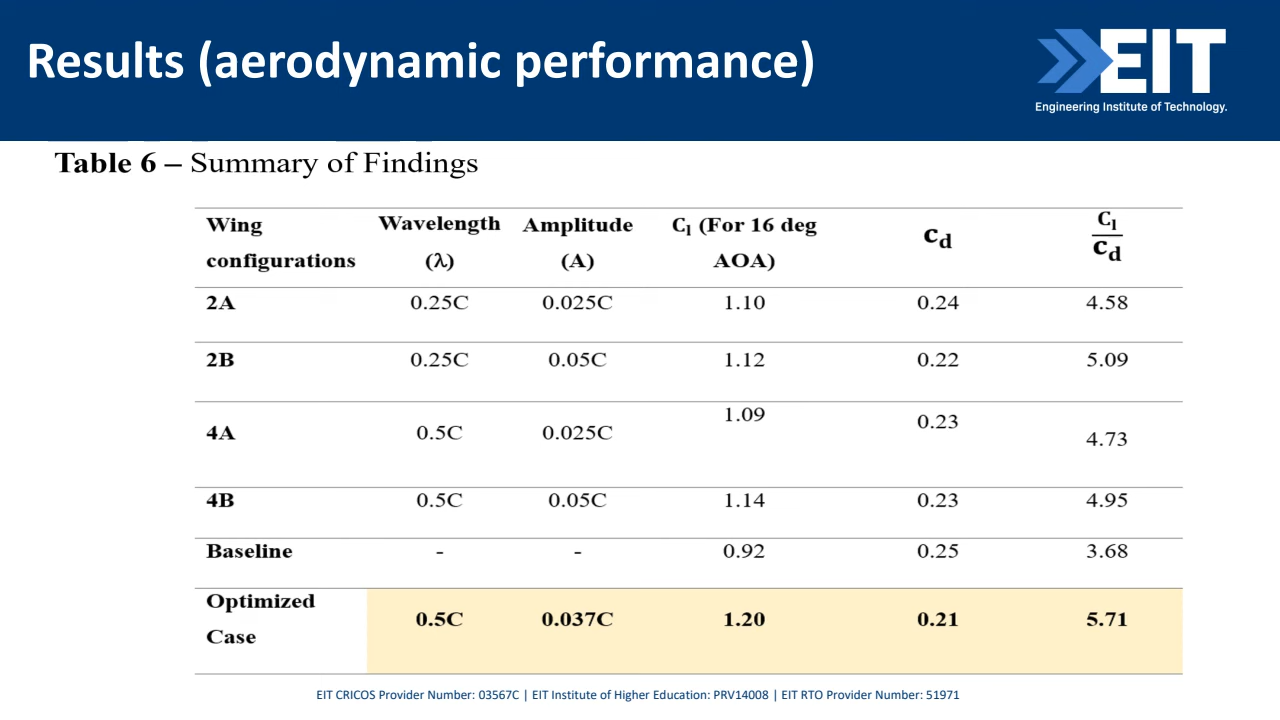 Results (aerodynamic performance)
EIT
Engineering Institute of Technology.
Table 6 – Summary of Findings
Wing configurations Wavelength (λ) Amplitude (A) Cl (For 16 deg AOA) cd Cl/cd
2A 0.25C 0.025C 1.10 0.24 4.58
2B 0.25C 0.05C 1.12 0.22 5.09
4A 0.5C 0.025C 1.09 0.23 4.73
4B 0.5C 0.05C 1.14 0.23 4.95
Baseline - - 0.92 0.25 3.68
Optimized Case 0.5C 0.037C 1.20 0.21 5.71
EIT CRICOS Provider Number: 03567C | EIT Institute of Higher Education: PRV14008 | EIT RTO Provider Number: 51971